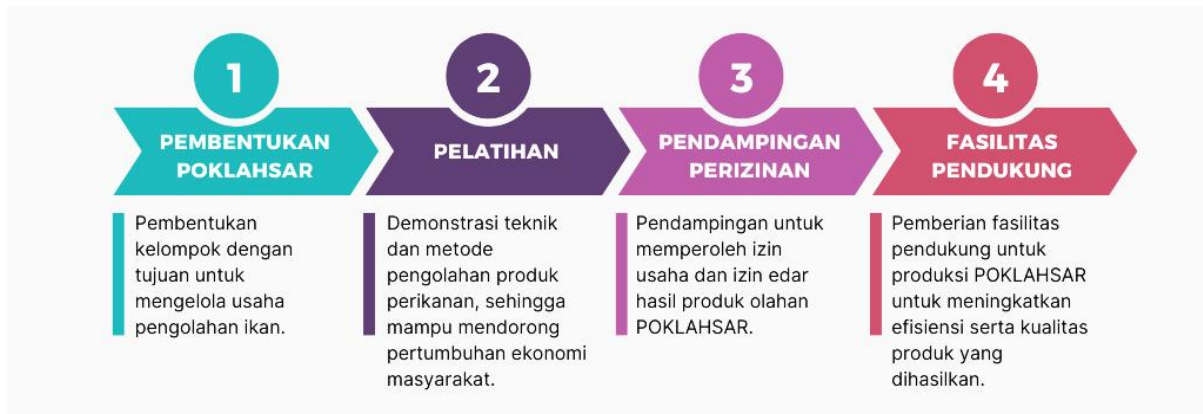 1
PEMBENTUKAN
POKLAHSAR
Pembentukan
kelompok dengan
tujuan untuk
mengelola usaha
pengolahan ikan.
2
PELATIHAN
Demonstrasi teknik
dan metode
pengolahan produk
perikanan, sehingga
mampu mendorong
pertumbuhan ekonomi
masyarakat.
3
PENDAMPINGAN
PERIZINAN
Pendampingan untuk
memperoleh izin
usaha dan izin edar
hasil produk olahan
POKLAHSAR.
4
FASILITAS
PENDUKUNG
Pemberian fasilitas
pendukung untuk
produksi POKLAHSAR
untuk meningkatkan
efisiensi serta kualitas
produk yang
dihasilkan.